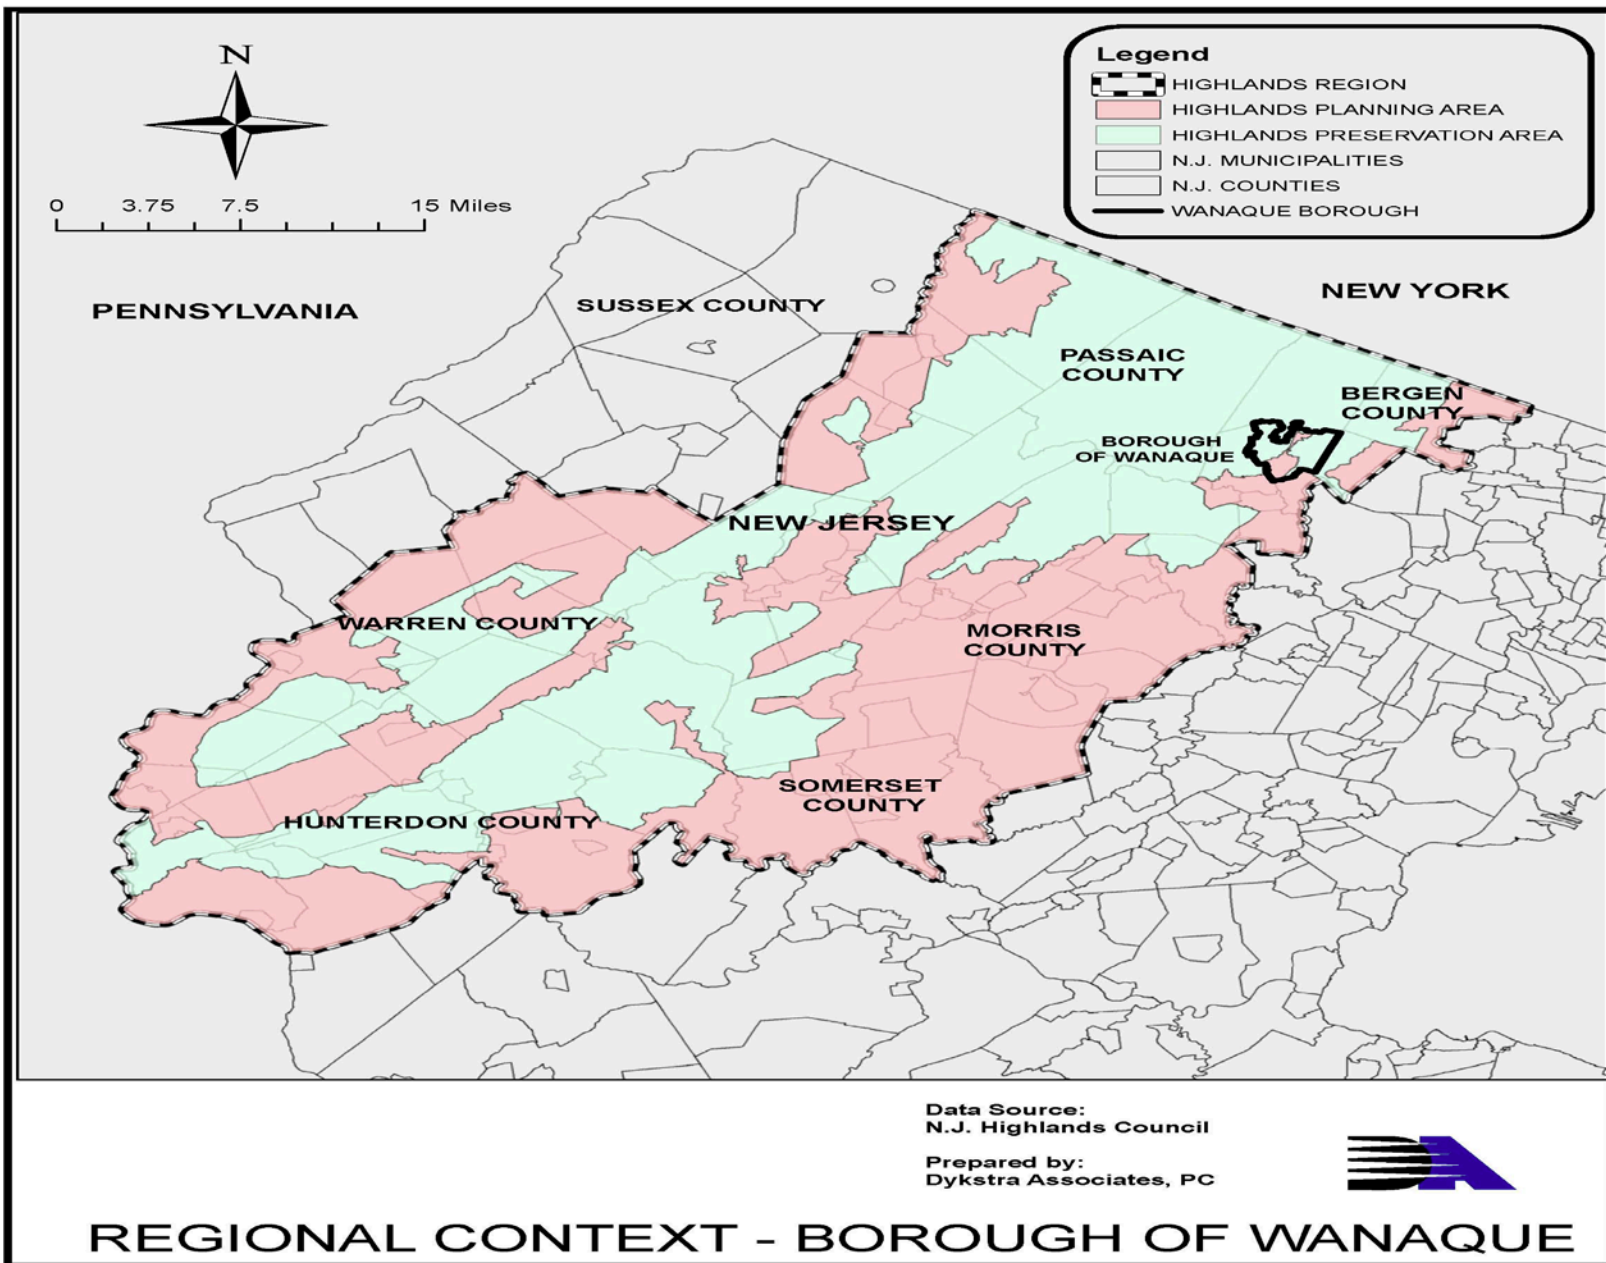 N
0 3.75 7.5 15 Miles
Legend
HIGHLANDS REGION
HIGHLANDS PLANNING AREA
HIGHLANDS PRESERVATION AREA
N.J. MUNICIPALITIES
N.J. COUNTIES
WANAQUE BOROUGH
PENNSYLVANIA
SUSSEX COUNTY
NEW YORK
PASSAIC
COUNTY
BERGEN
COUNTY
BOROUGH
OF WANAQUE
NEW JERSEY
WARREN COUNTY
MORRIS
COUNTY
SOMERSET
COUNTY
HUNTERDON COUNTY
Data Source:
N.J. Highlands Council
Prepared by:
Dykstra Associates, PC
DA
REGIONAL CONTEXT - BOROUGH OF WANAQUE